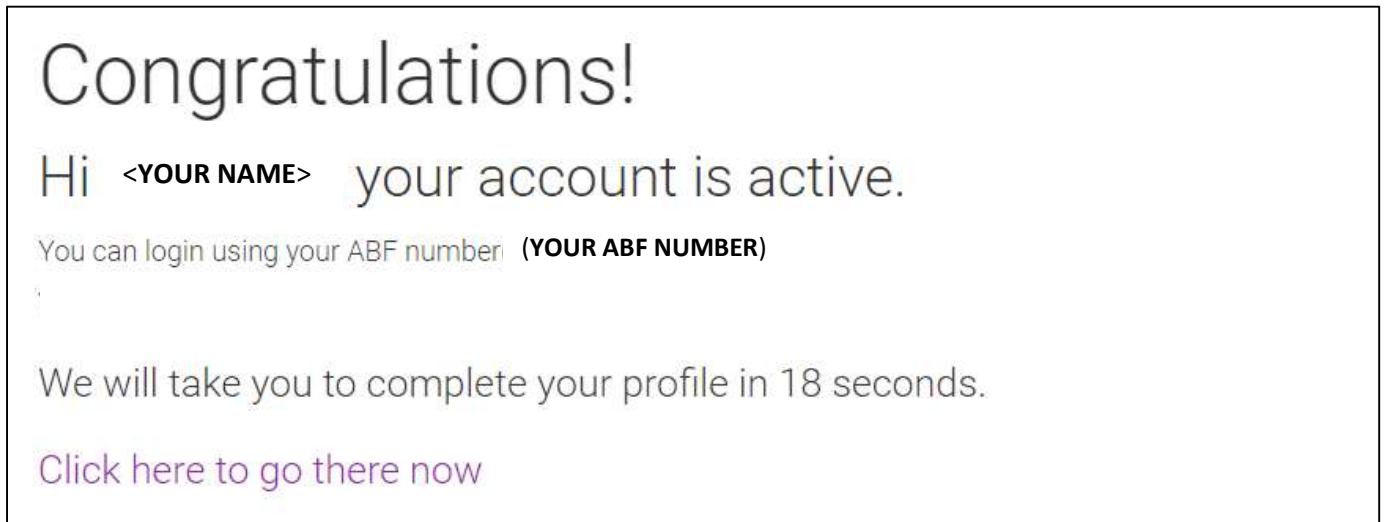 Congratulations!
Hi <YOUR NAME> your account is active.
You can login using your ABF number (YOUR ABF NUMBER)
We will take you to complete your profile in 18 seconds.
Click here to go there now